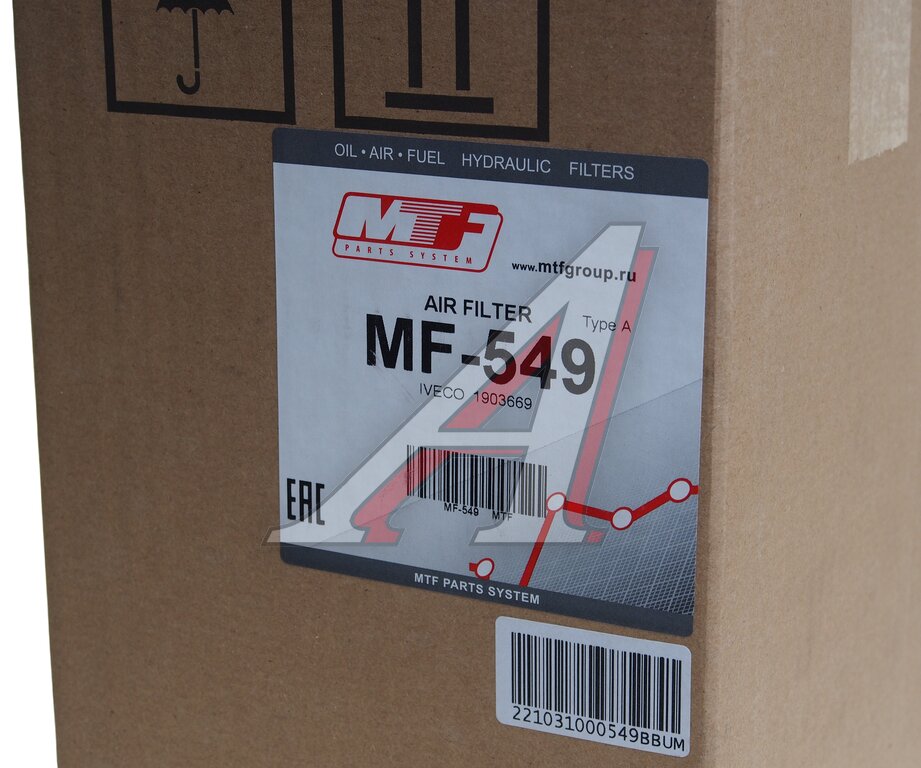 OIL • AIR • FUEL HYDRAULIC FILTERS
MTF
PARTS SYSTEM
www.mtfgroup.ru
AIR FILTER
Type A
MF-549
IVECO 1903669
MF-549 MTF
EAC
MTF PARTS SYSTEM
221031000549BBUM